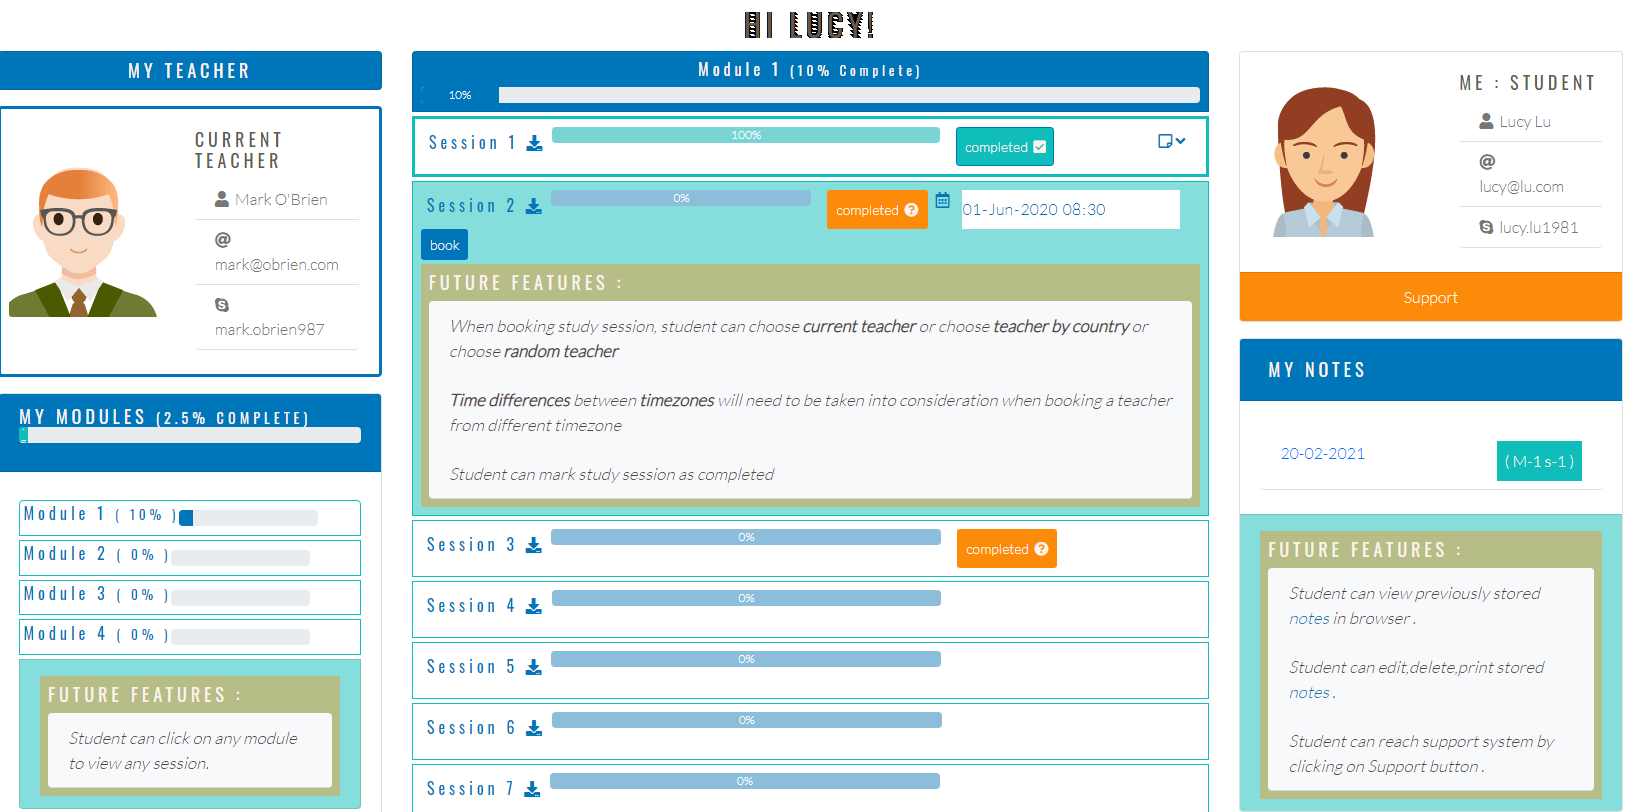 HI LUCY!
MY TEACHER
CURRENT
TEACHER
Mark O'Brien
@
mark@obrien.com
mark.obrien987
MY MODULES (2.5% COMPLETE)
Module 1 ( 10% )
Module 2 ( 0% )
Module 3 ( 0% )
Module 4 ( 0% )
FUTURE FEATURES :
Student can click on any module
to view any session.
Module 1 (10% Complete)
10%
Session 1 100% completed
Session 2 0% completed 01-Jun-2020 08:30
book
FUTURE FEATURES :
When booking study session, student can choose current teacher or choose teacher by country or
choose random teacher
Time differences between timezones will need to be taken into consideration when booking a teacher
from different timezone
Student can mark study session as completed
Session 3 0% completed
Session 4 0%
Session 5 0%
Session 6 0%
Session 7 0%
ME : STUDENT
Lucy Lu
@
lucy@lu.com
lucy.lu1981
Support
MY NOTES
20-02-2021 ( M-1 s-1 )
FUTURE FEATURES :
Student can view previously stored
notes in browser .
Student can edit,delete,print stored
notes .
Student can reach support system by
clicking on Support button .